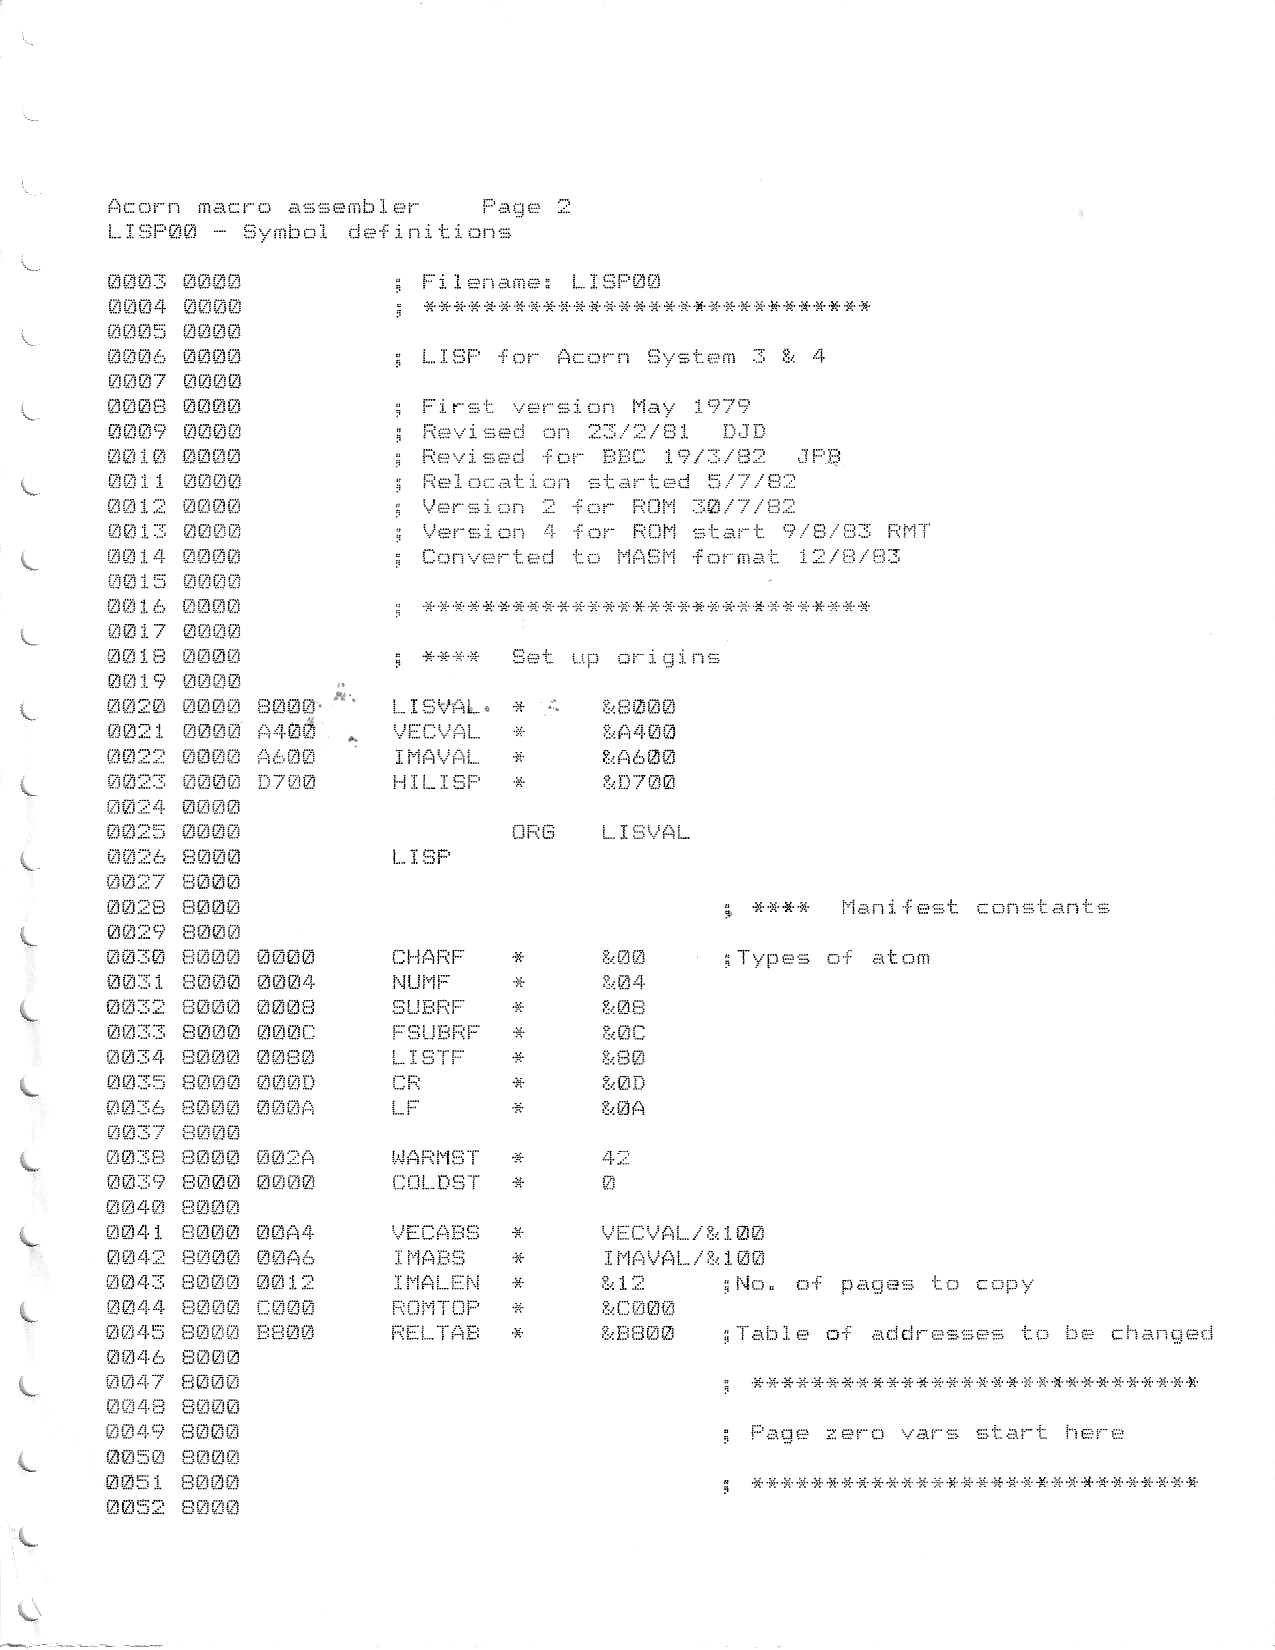 Acorn macro assembler    Page 2
LISP00 - Symbol definitions
0003 0000          ; Filename: LISP00
0004 0000          ; ******************************
0005 0000
0006 0000          ; LISP for Acorn System 3 & 4
0007 0000
0008 0000          ; First version May 1979
0009 0000          ; Revised on 23/2/81  DJD
0010 0000          ; Revised for BBC 19/3/82  JPB
0011 0000          ; Relocation started 5/7/82
0012 0000          ; Version 2 for ROM 30/7/82
0013 0000          ; Version 4 for ROM start 9/8/83 RMT
0014 0000          ; Converted to MASM format 12/8/83
0015 0000
0016 0000          ; ******************************
0017 0000
0018 0000          ; ****  Set up origins
0019 0000
0020 0000 8000     LISVAL  *    &8000
0021 0000 A400     VECVAL  *    &A400
0022 0000 A600     IMAVAL  *    &A600
0023 0000 D700     HILISP  *    &D700
0024 0000
0025 0000                  ORG   LISVAL
0026 8000          LISP
0027 8000
0028 8000                                ; ****  Manifest constants
0029 8000
0030 8000 0000     CHARF   *    &00     ;Types of atom
0031 8000 0004     NUMF    *    &04
0032 8000 0008     SUBRF   *    &08
0033 8000 000C     FSUBRF  *    &0C
0034 8000 0080     LISTF   *    &80
0035 8000 000D     CR      *    &0D
0036 8000 000A     LF      *    &0A
0037 8000
0038 8000 002A     WARMST  *    42
0039 8000 0000     COLDST  *    0
0040 8000
0041 8000 00A4     VECABS  *    VECVAL/&100
0042 8000 00A6     IMABS   *    IMAVAL/&100
0043 8000 0012     IMALEN  *    &12     ;No. of pages to copy
0044 8000 C000     ROMTOP  *    &C000
0045 8000 B800     RELTAB  *    &B800   ;Table of addresses to be changed
0046 8000
0047 8000                                ; ******************************
0048 8000
0049 8000                                ; Page zero vars start here
0050 8000
0051 8000                                ; ******************************
0052 8000